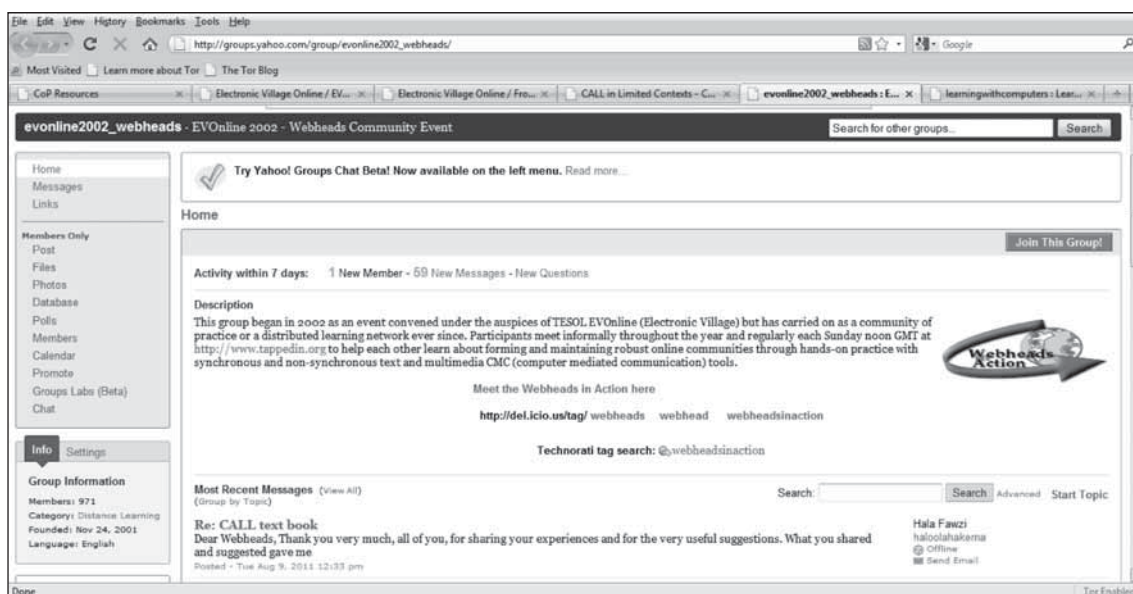 File Edit View History Bookmarks Tools Help
http://groups.yahoo.com/group/evonline2002_webheads/
Google
Most Visited Learn more about Tor The Tor Blog
CoP Resources Electronic Village Online / EV... Electronic Village Online / Fro... CALL in Limited Contexts - C... evonline2002_webheads : E... learningwithcomputers : Lear...
evonline2002_webheads - EVOnline 2002 - Webheads Community Event
Search for other groups... Search
Home
Messages
Links
Members Only
Post
Files
Photos
Database
Polls
Members
Calendar
Promote
Groups Labs (Beta)
Chat
Info Settings
Group Information
Members: 971
Category: Distance Learning
Founded: Nov 24, 2001
Language: English
Try Yahoo! Groups Chat Beta! Now available on the left menu. Read more...
Home
Join This Group!
Activity within 7 days: 1 New Member - 59 New Messages - New Questions
Description
This group began in 2002 as an event convened under the auspices of TESOL EVOnline (Electronic Village) but has carried on as a community of
practice or a distributed learning network ever since. Participants meet informally throughout the year and regularly each Sunday noon GMT at
http://www.tappedin.org to help each other learn about forming and maintaining robust online communities through hands-on practice with
synchronous and non-synchronous text and multimedia CMC (computer mediated communication) tools.
Webheads
Action
Meet the Webheads in Action here
http://del.icio.us/tag/ webheads webhead webheadsinaction
Technorati tag search: webheadsinaction
Most Recent Messages (View All)
(Group by Topic)
Search: Search Advanced Start Topic
Re: CALL text book
Dear Webheads, Thank you very much, all of you, for sharing your experiences and for the very useful suggestions. What you shared
and suggested gave me
Posted - Tue Aug 9, 2011 12:33 pm
Hala Fawzi
haloolahakema
Offline
Send Email
Done
Tor Enabled